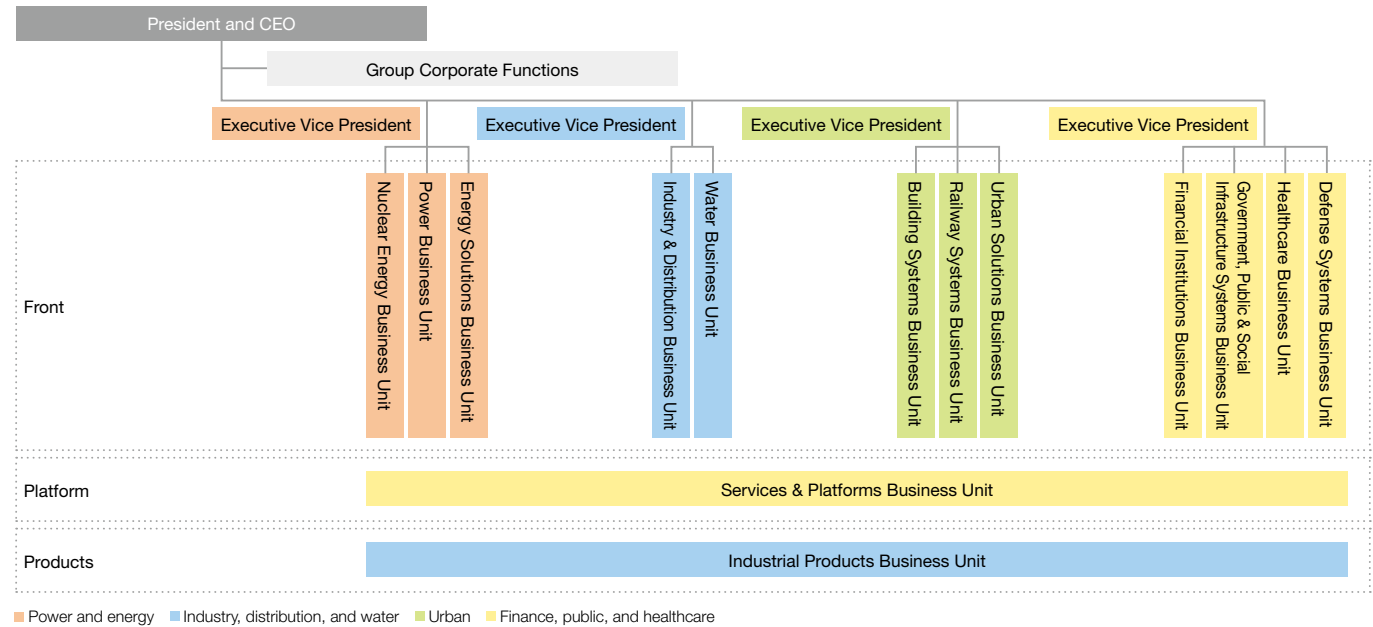 President and CEO
Group Corporate Functions
Executive Vice President
Executive Vice President
Executive Vice President
Executive Vice President
Front
Nuclear Energy Business Unit
Power Business Unit
Energy Solutions Business Unit
Industry & Distribution Business Unit
Water Business Unit
Building Systems Business Unit
Railway Systems Business Unit
Urban Solutions Business Unit
Financial Institutions Business Unit
Government, Public & Social
Infrastructure Systems Business Unit
Healthcare Business Unit
Defense Systems Business Unit
Platform
Services & Platforms Business Unit
Products
Industrial Products Business Unit
Power and energy
Industry, distribution, and water
Urban
Finance, public, and healthcare